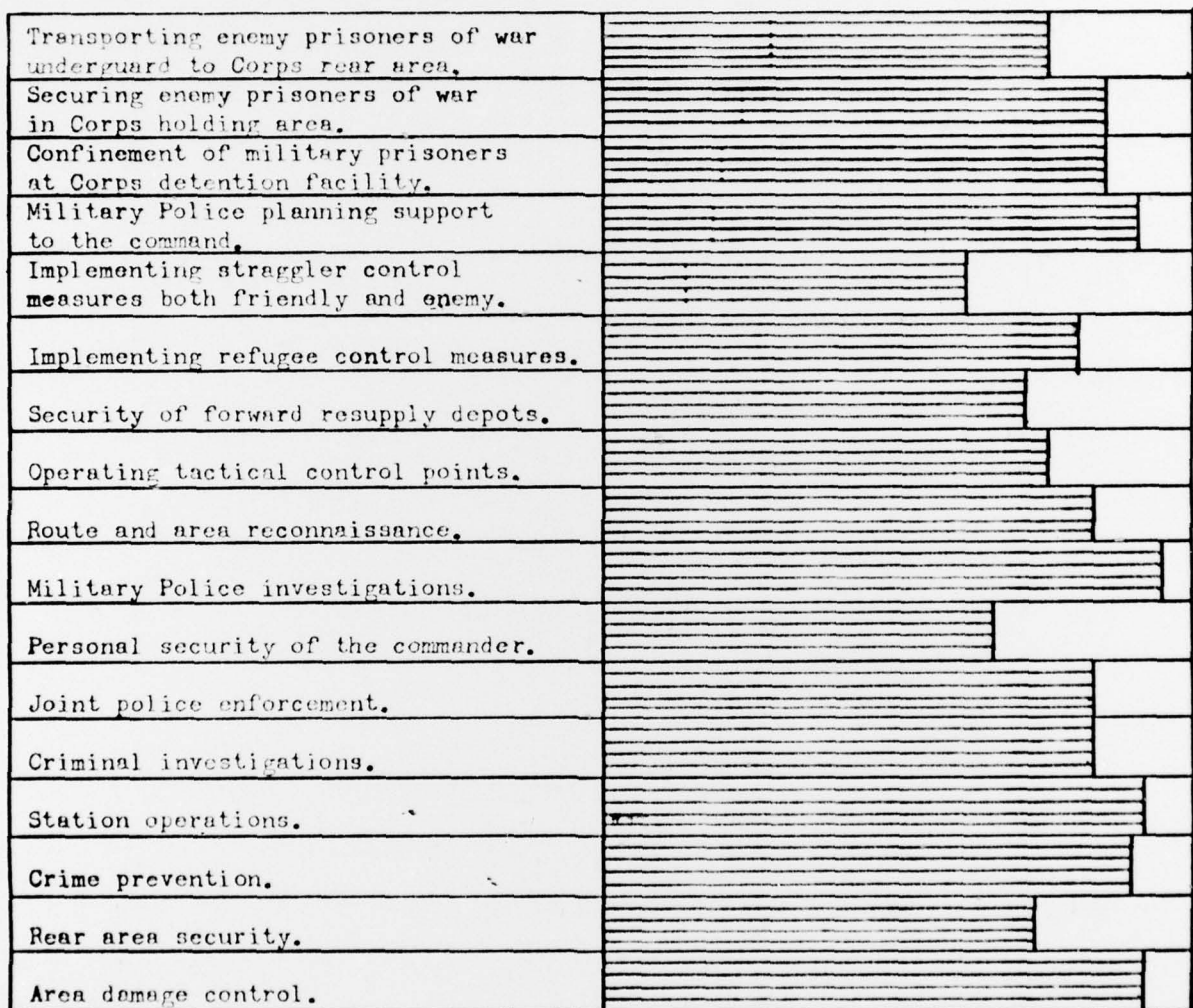 Transporting enemy prisoners of war
underguard to Corps rear area.
Securing enemy prisoners of war
in Corps holding area.
Confinement of military prisoners
at Corps detention facility.
Military Police planning support
to the command.
Implementing straggler control
measures both friendly and enemy.
Implementing refugee control measures.
Security of forward resupply depots.
Operating tactical control points.
Route and area reconnaissance.
Military Police investigations.
Personal security of the commander.
Joint police enforcement.
Criminal investigations.
Station operations.
Crime prevention.
Rear area security.
Area damage control.